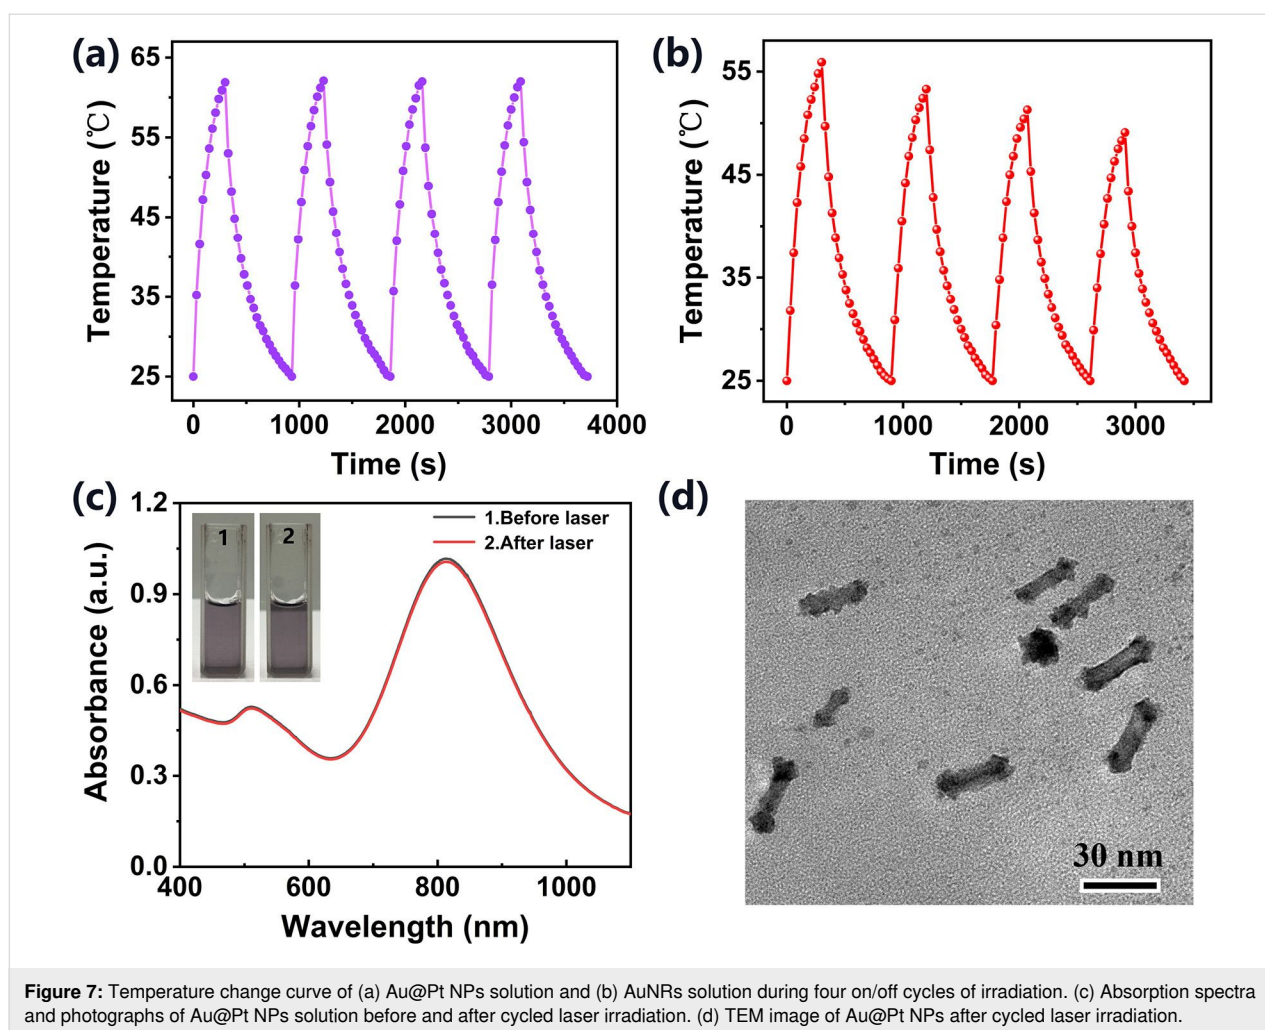 (a)
65
55
45
35
25
Temperature (℃)
0 1000 2000 3000 4000
Time (s)
(b)
55
45
35
25
Temperature (℃)
0 1000 2000 3000
Time (s)
(c)
1.2
0.9
0.6
0.3
0.0
Absorbance (a.u.)
1 2
1.Before laser
2.After laser
400 600 800 1000
Wavelength (nm)
(d)
30 nm
Figure 7: Temperature change curve of (a) Au@Pt NPs solution and (b) AuNRs solution during four on/off cycles of irradiation. (c) Absorption spectra
and photographs of Au@Pt NPs solution before and after cycled laser irradiation. (d) TEM image of Au@Pt NPs after cycled laser irradiation.